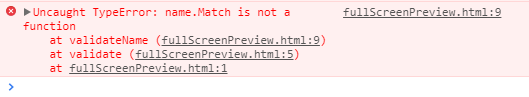 Uncaught TypeError: name.Match is not a fullScreenPreview.html:9
function
at validateName (fullScreenPreview.html:9)
at validate (fullScreenPreview.html:5)
at fullScreenPreview.html:1